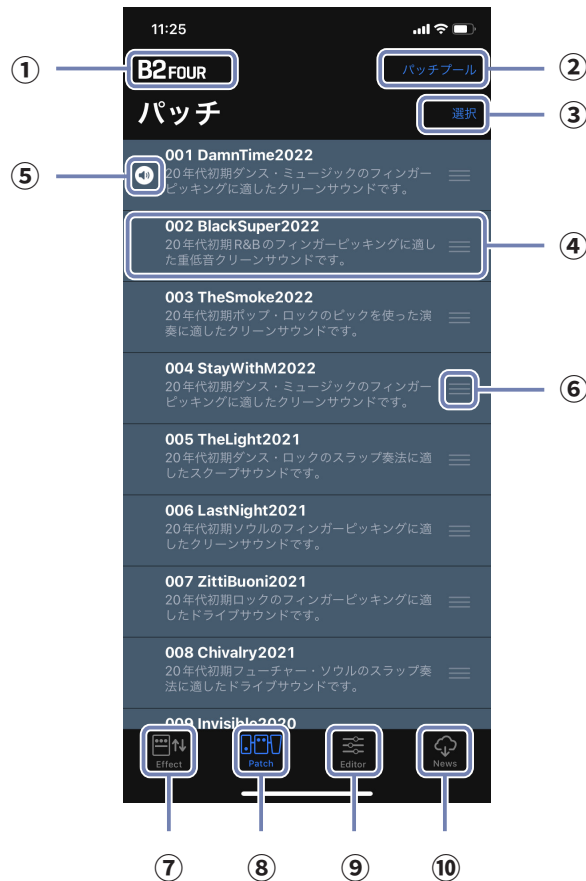 11:25
① B2 FOUR パッチプール ②
パッチ 選択 ③
001 DamnTime2022
⑤ 20年代初期ダンス・ミュージックのフィンガー
ピッキングに適したクリーンサウンドです。
002 BlackSuper2022
20年代初期R&Bのフィンガーピッキングに適し ④
た重低音クリーンサウンドです。
003 TheSmoke2022
20年代初期ポップ・ロックのピックを使った演
奏に適したクリーンサウンドです。
004 StayWithM2022
20年代初期ダンス・ミュージックのフィンガー ⑥
ピッキングに適したクリーンサウンドです。
005 TheLight2021
20年代初期ダンス・ロックのスラップ奏法に適
したスクープサウンドです。
006 LastNight2021
20年代初期ソウルのフィンガーピッキングに適
したクリーンサウンドです。
007 ZittiBuoni2021
20年代初期ロックのフィンガーピッキングに適
したドライブサウンドです。
008 Chivalry2021
20年代初期フューチャー・ソウルのスラップ奏
法に適したドライブサウンドです。
009 Invisible2020
Effect Patch Editor News
⑦ ⑧ ⑨ ⑩